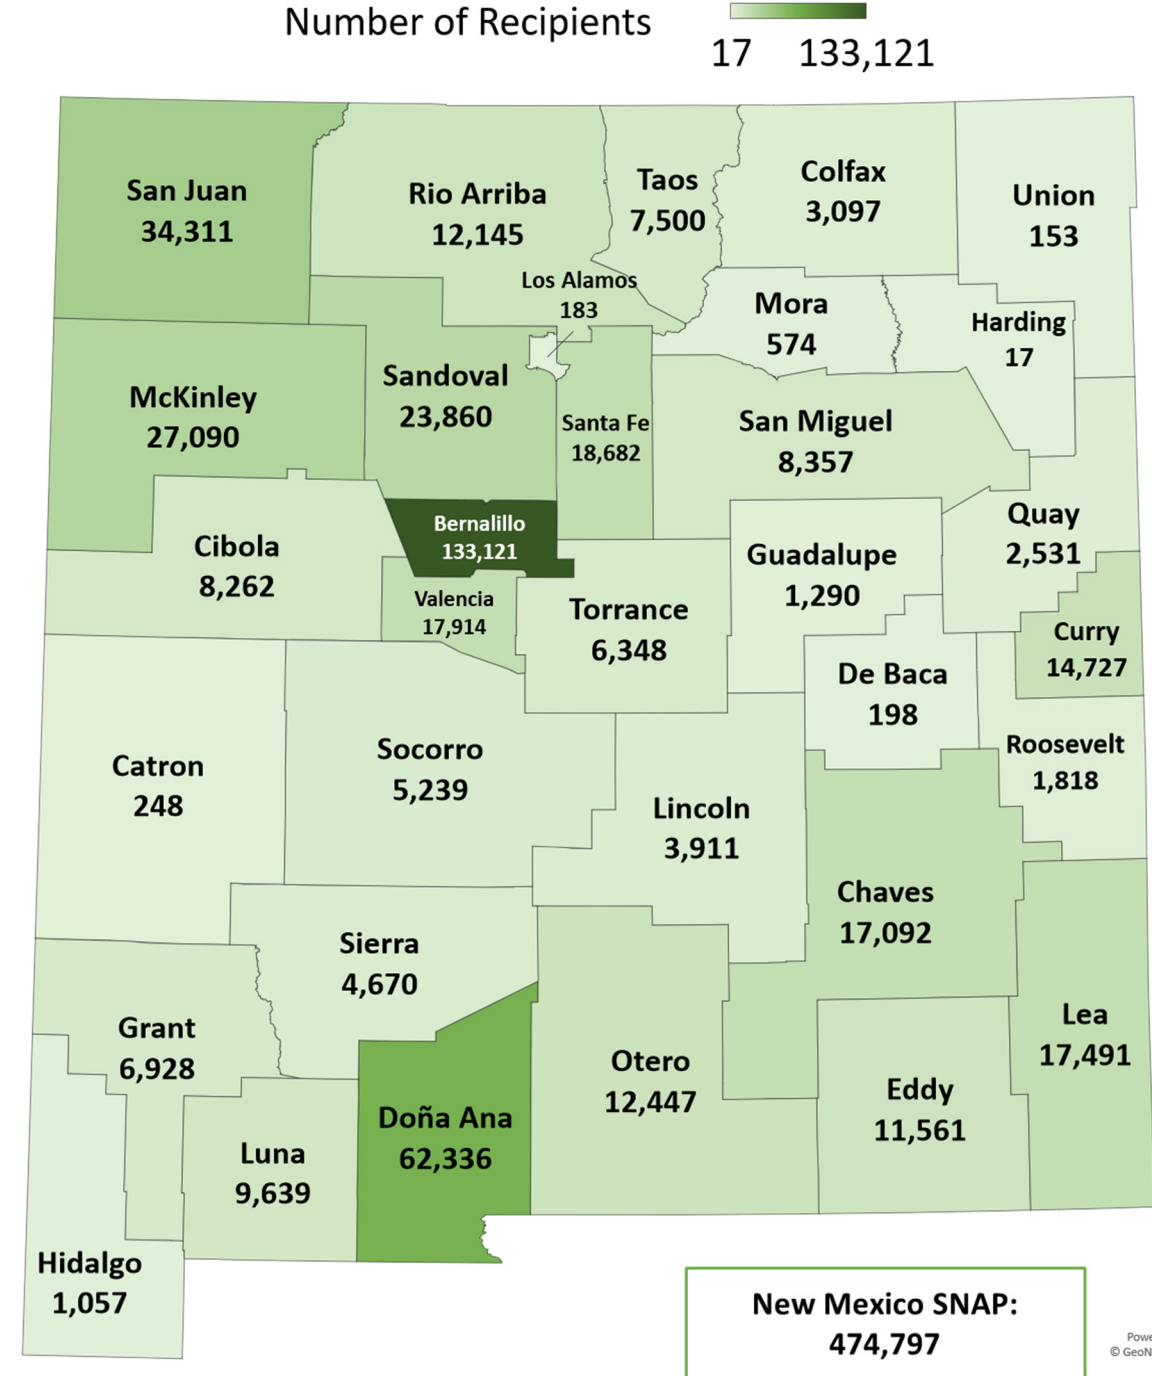 Number of Recipients
17 133,121
San Juan
34,311
Rio Arriba
12,145
Taos
7,500
Colfax
3,097
Union
153
Los Alamos
183
Mora
574
Harding
17
McKinley
27,090
Sandoval
23,860
Santa Fe
18,682
San Miguel
8,357
Cibola
8,262
Bernalillo
133,121
Guadalupe
1,290
Quay
2,531
Valencia
17,914
Torrance
6,348
Curry
14,727
De Baca
198
Roosevelt
1,818
Catron
248
Socorro
5,239
Lincoln
3,911
Chaves
17,092
Sierra
4,670
Grant
6,928
Otero
12,447
Lea
17,491
Eddy
11,561
Doña Ana
62,336
Luna
9,639
Hidalgo
1,057
New Mexico SNAP:
474,797